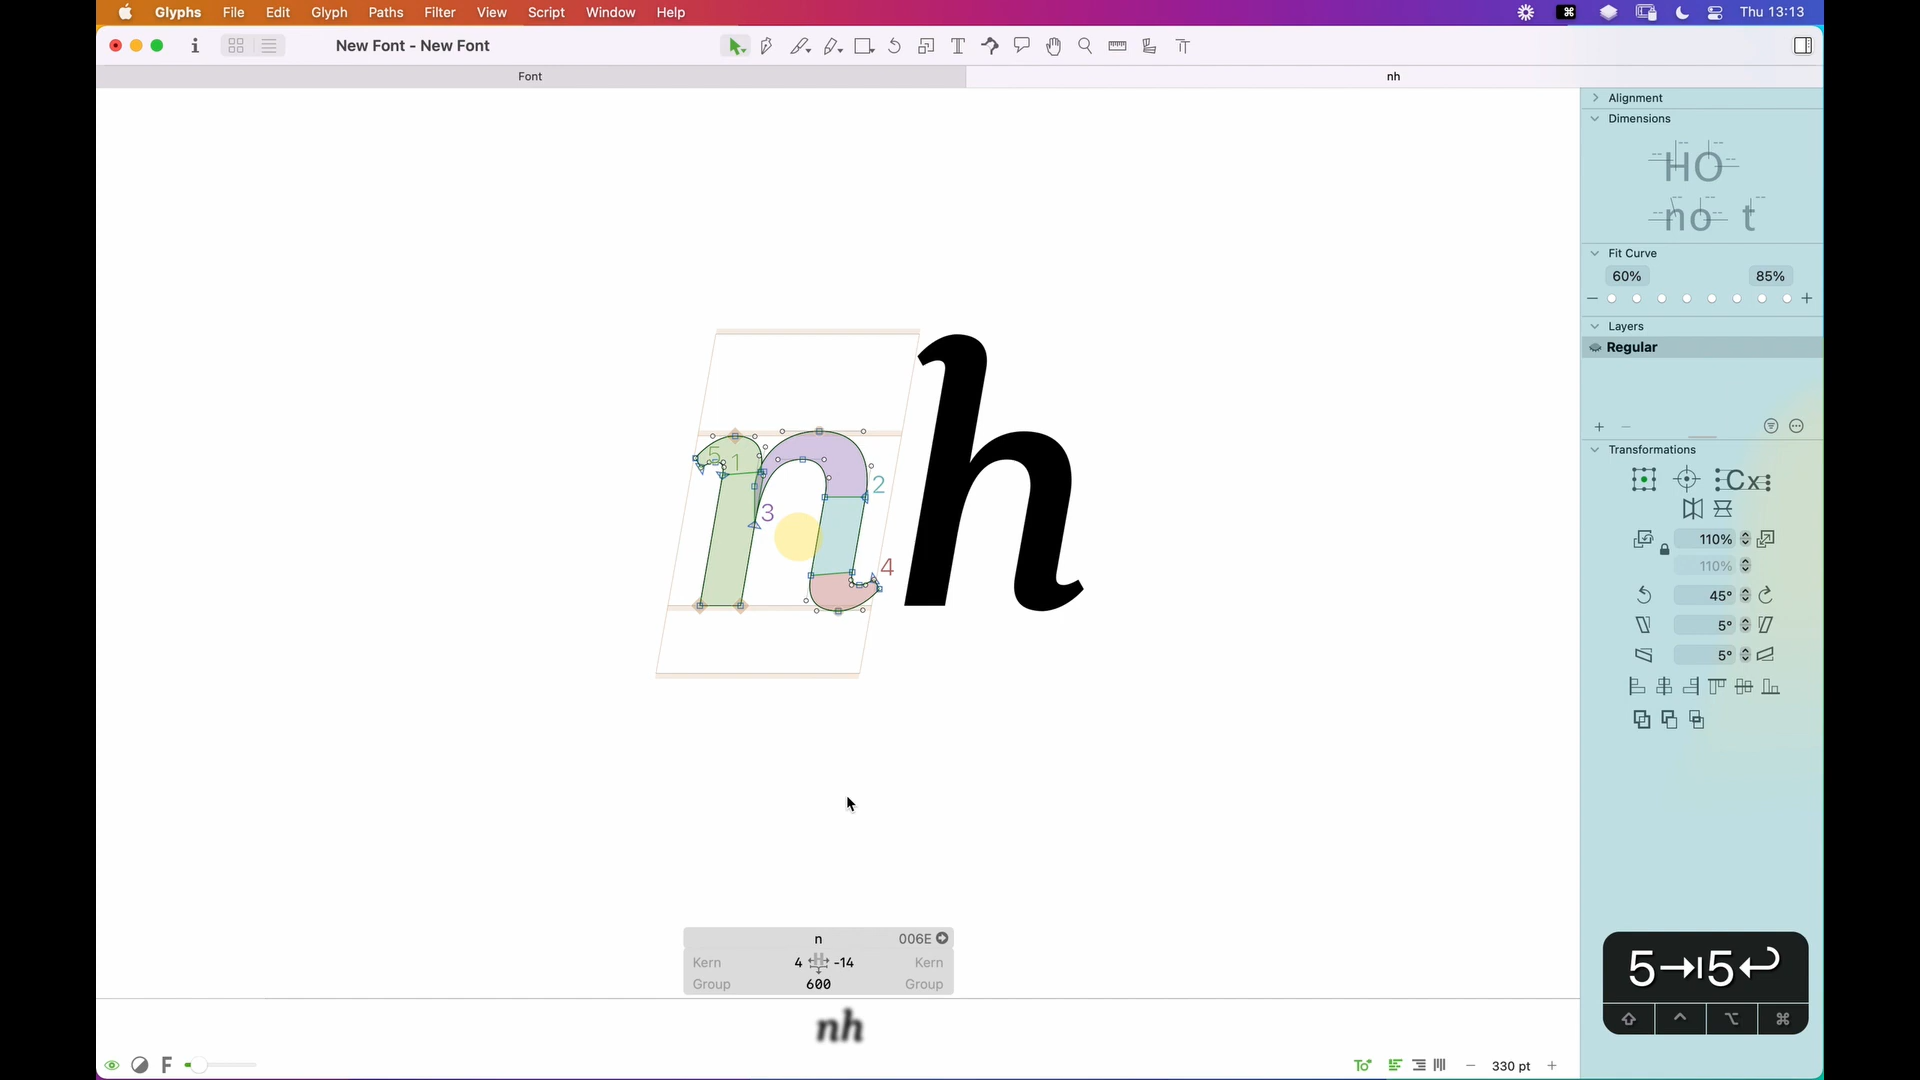 Glyphs File Edit Glyph Paths Filter View Script Window Help Thu 13:13
New Font - New Font
Font nh
Alignment
Dimensions
HO
no t
Fit Curve
60% 85%
Layers
Regular
Transformations
Cx
110%
110%
45°
5°
5°
5 1 2 3 4
nh
n 006E
Kern 4 -14 Kern
Group 600 Group
5⇥5↩
nh
F
330 pt